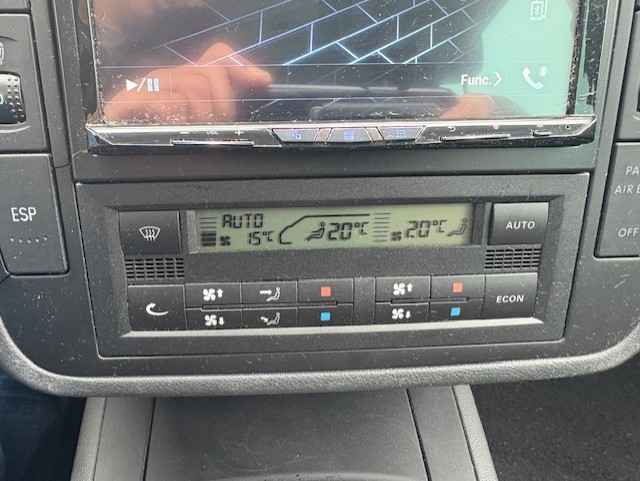 Func.
ESP
AUTO
15°C
20°C
20°C
AUTO
ECON
PA
AIR B
OFF